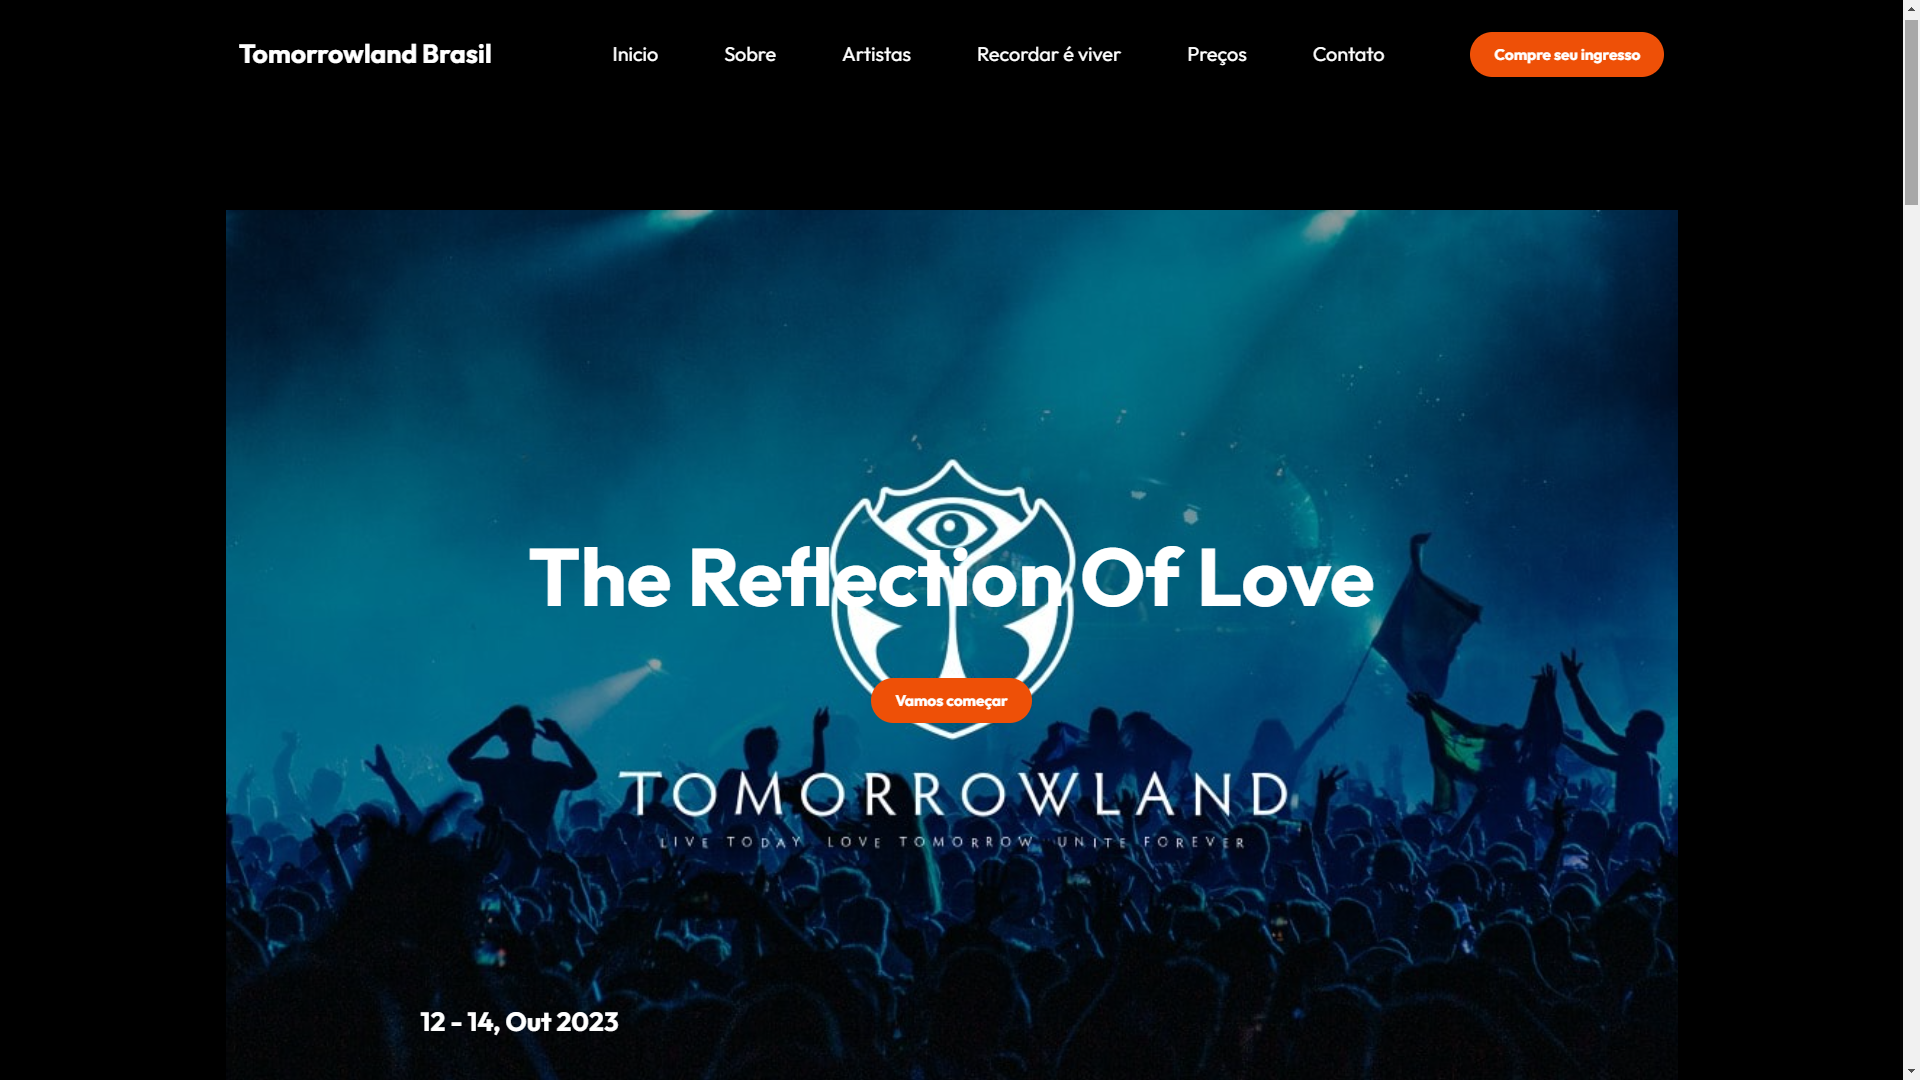 Tomorrowland Brasil
Inicio
Sobre
Artistas
Recordar é viver
Preços
Contato
Compre seu ingresso
The Reflection Of Love
Vamos começar
TOMORROWLAND
LIVE TODAY LOVE TOMORROW UNITE FOREVER
12 - 14, Out 2023